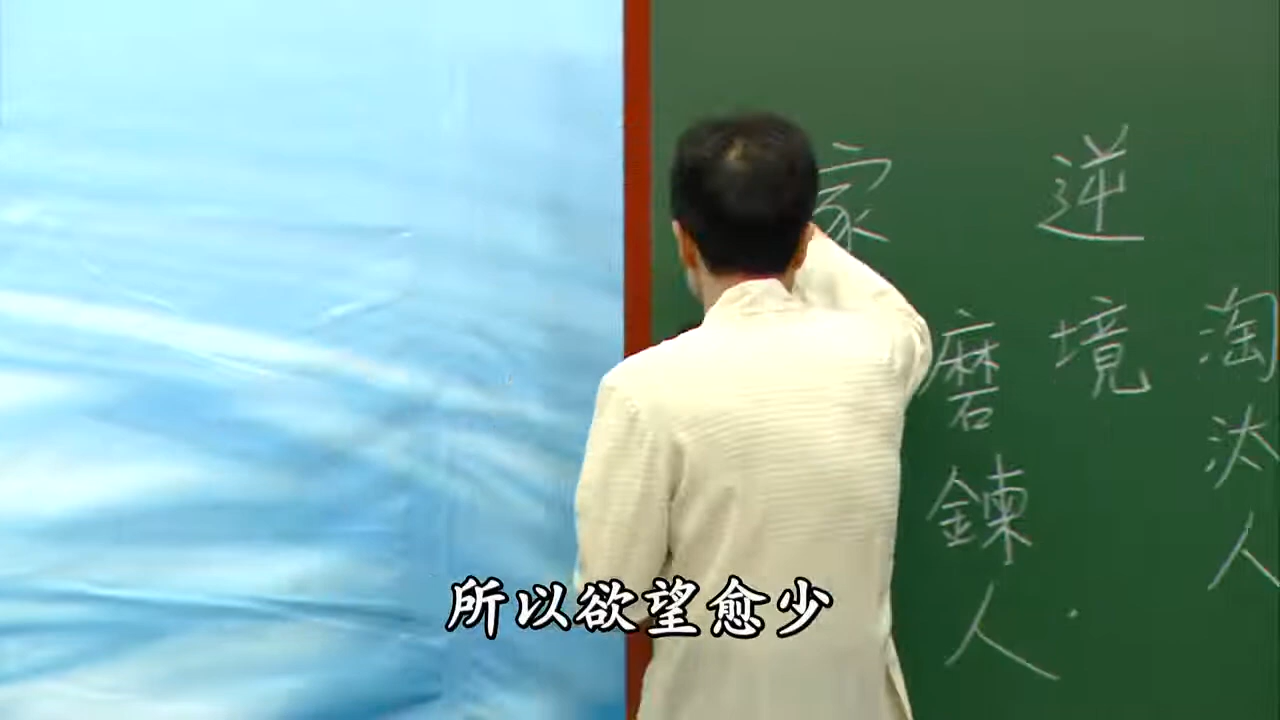 淘汰人
逆境
磨鍊人
家
所以欲望愈少